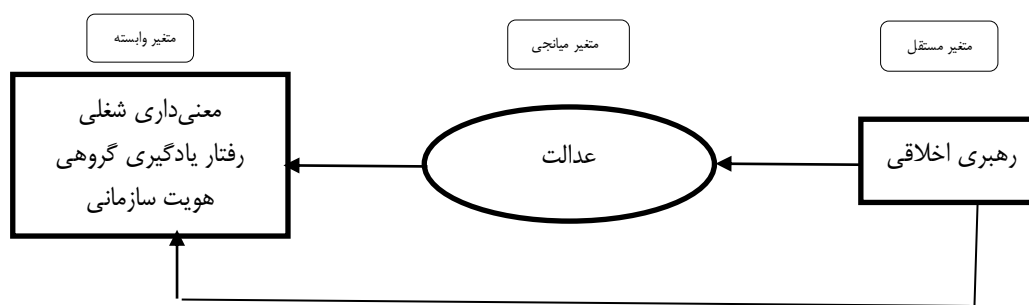 متغیر مستقل
متغیر میانجی
متغیر وابسته
رهبری اخلاقی
عدالت
معنی‌داری شغلی
رفتار یادگیری گروهی
هویت سازمانی